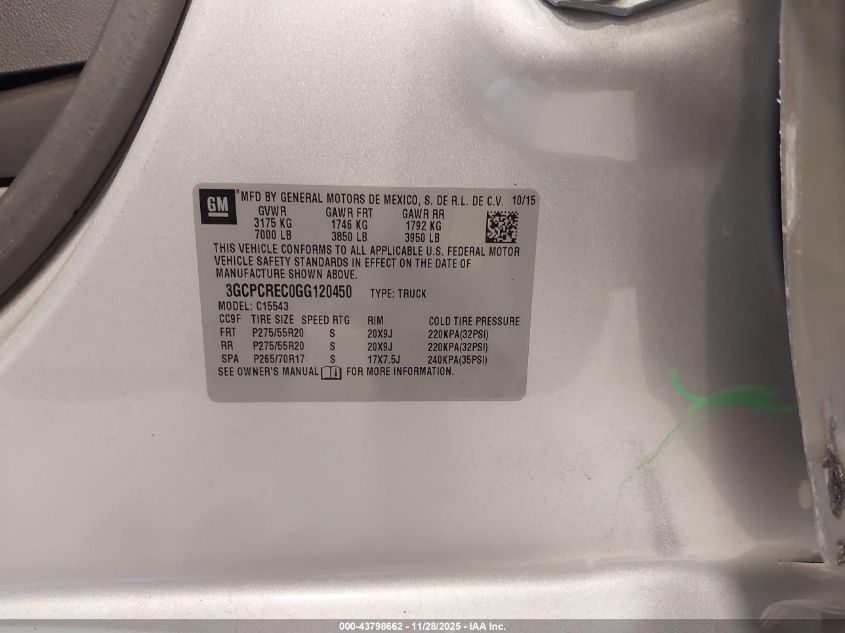 GM ® MFD BY GENERAL MOTORS DE MEXICO, S. DE R.L. DE C.V. 10/15
GVWR GAWR FRT GAWR RR
3175 KG 1746 KG 1792 KG
7000 LB 3850 LB 3950 LB
THIS VEHICLE CONFORMS TO ALL APPLICABLE U.S. FEDERAL MOTOR
VEHICLE SAFETY STANDARDS IN EFFECT ON THE DATE OF
MANUFACTURE SHOWN ABOVE.
3GCPCREC0GG120450 TYPE: TRUCK
MODEL: C15543
CC9F TIRE SIZE SPEED RTG RIM COLD TIRE PRESSURE
FRT P275/55R20 S 20X9J 220KPA(32PSI)
RR P275/55R20 S 20X9J 220KPA(32PSI)
SPA P265/70R17 S 17X7.5J 240KPA(35PSI)
SEE OWNER'S MANUAL FOR MORE INFORMATION.
000-43798662 - 11/28/2025 - IAA Inc.